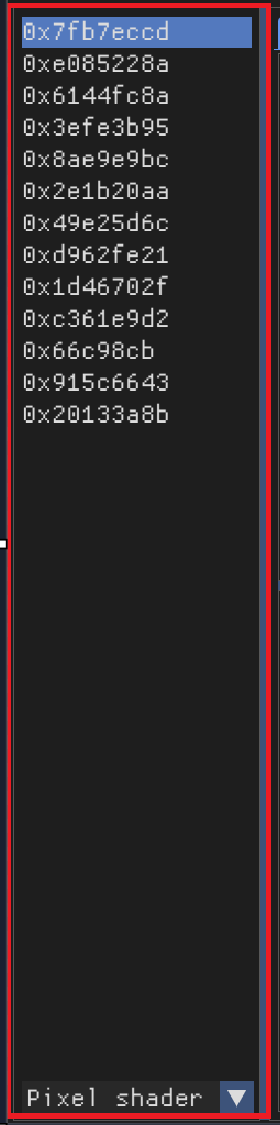 0x7fb7eccd
0xe085228a
0x6144fc8a
0x3efe3b95
0x8ae9e9bc
0x2e1b20aa
0x49e25d6c
0xd962fe21
0x1d46702f
0xc361e9d2
0x66c98cb
0x915c6643
0x20133a8b
Pixel shader